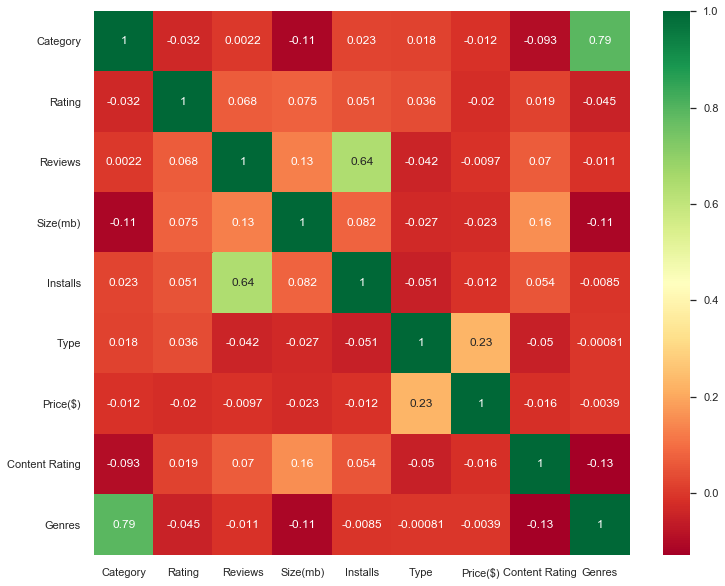 Category 1 -0.032 0.0022 -0.11 0.023 0.018 -0.012 -0.093 0.79
Rating -0.032 1 0.068 0.075 0.051 0.036 -0.02 0.019 -0.045
Reviews 0.0022 0.068 1 0.13 0.64 -0.042 -0.0097 0.07 -0.011
Size(mb) -0.11 0.075 0.13 1 0.082 -0.027 -0.023 0.16 -0.11
Installs 0.023 0.051 0.64 0.082 1 -0.051 -0.012 0.054 -0.0085
Type 0.018 0.036 -0.042 -0.027 -0.051 1 0.23 -0.05 -0.00081
Price($) -0.012 -0.02 -0.0097 -0.023 -0.012 0.23 1 -0.016 -0.0039
Content Rating -0.093 0.019 0.07 0.16 0.054 -0.05 -0.016 1 -0.13
Genres 0.79 -0.045 -0.011 -0.11 -0.0085 -0.00081 -0.0039 -0.13 1
Category Rating Reviews Size(mb) Installs Type Price($) Content Rating Genres
1.0
0.8
0.6
0.4
0.2
0.0